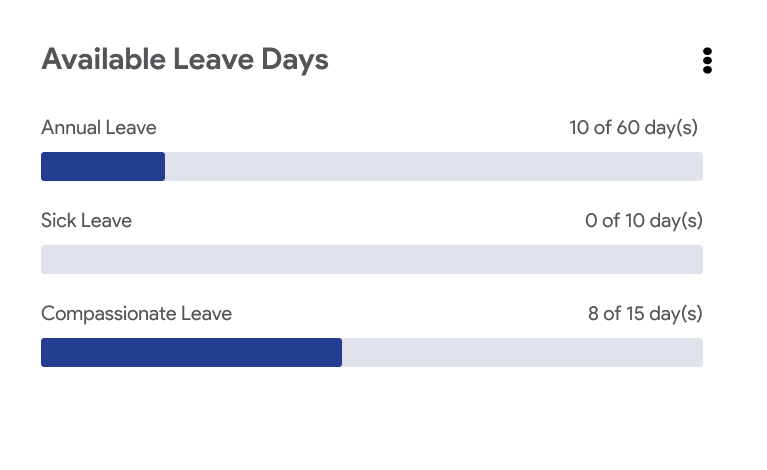 Available Leave Days
Annual Leave 10 of 60 day(s)
Sick Leave 0 of 10 day(s)
Compassionate Leave 8 of 15 day(s)